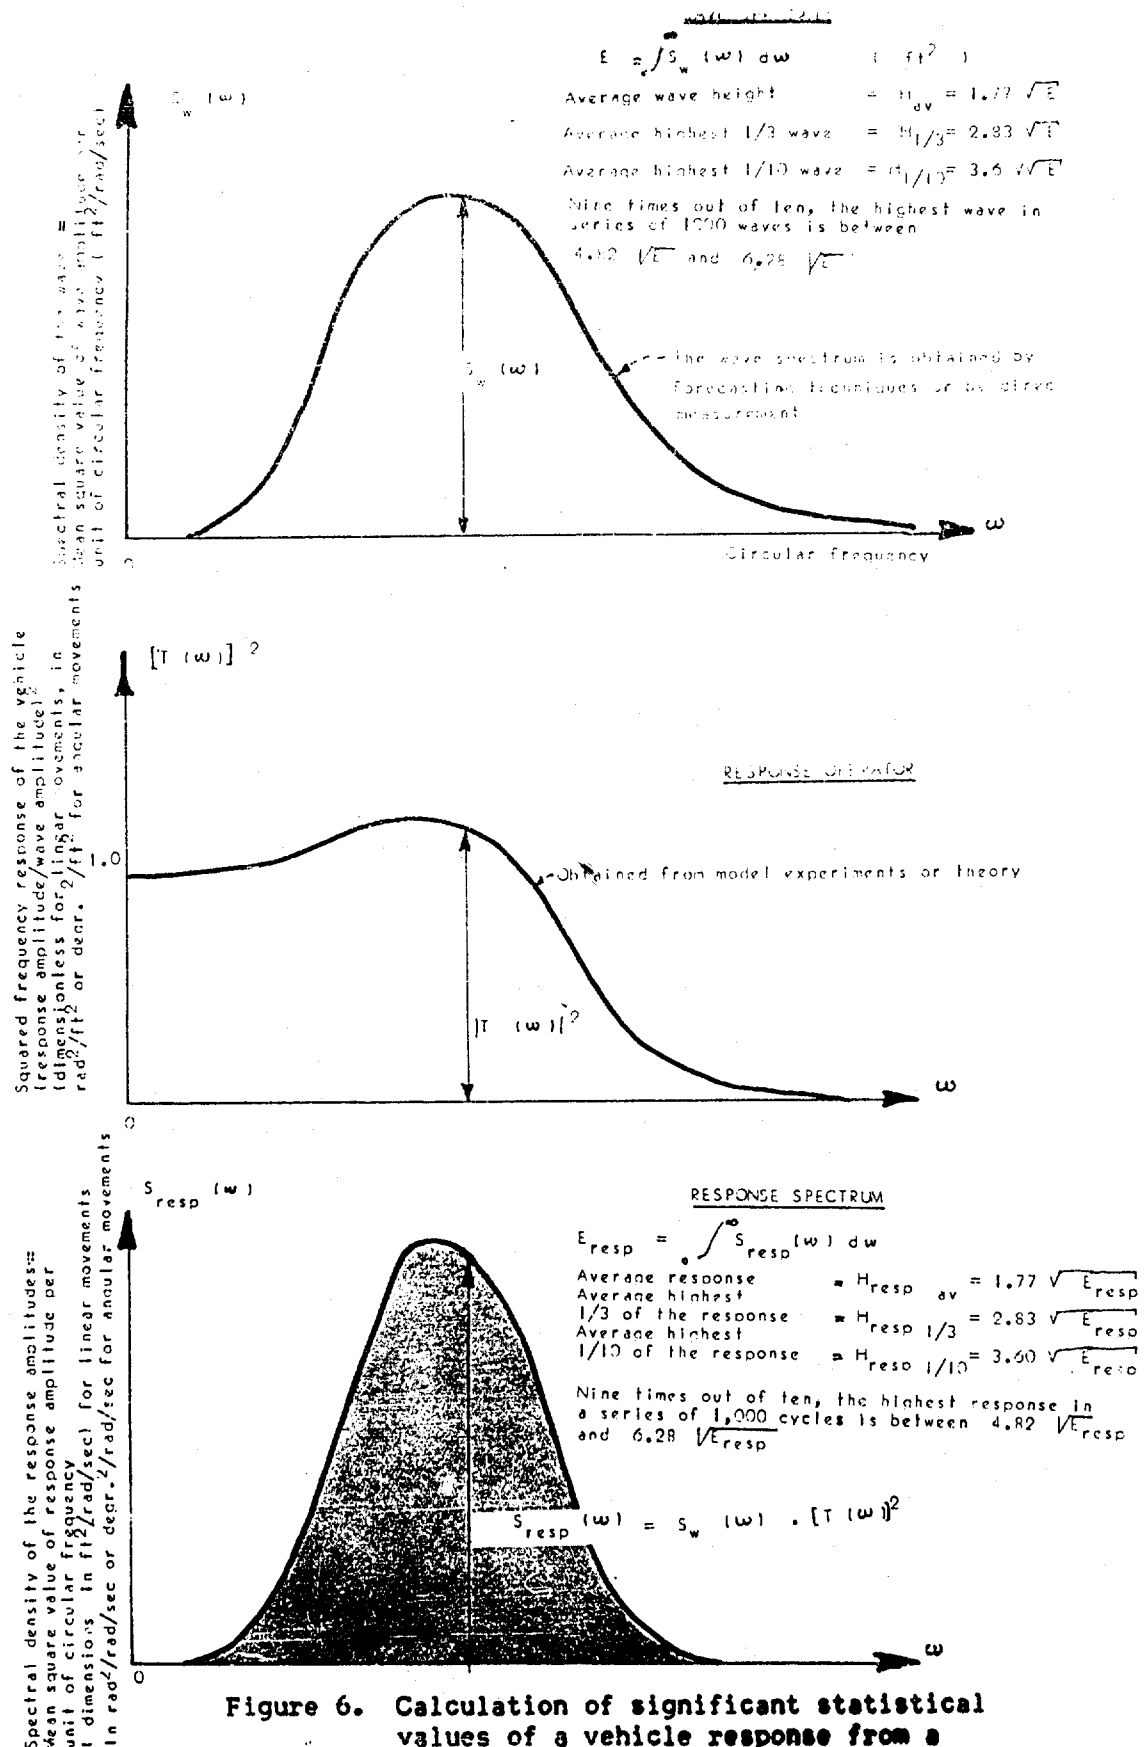 E = ∫ S_w (ω) dω ( ft² )
Average wave height = H_av = 1.77 √E
Average highest 1/3 wave = H_1/3 = 2.83 √E
Average highest 1/10 wave = H_1/10 = 3.6 √E
Nine times out of ten, the highest wave in
series of 1000 waves is between
4.82 √E and 6.28 √E
S_w (ω)
Spectral density of the wave =
Mean square value of wave amplitude per
unit of circular frequency ( ft²/rad/sec)
S_w (ω)
The wave spectrum is obtained by
forecasting techniques or by direc
measurement
ω
0
Circular frequency
[T (ω)] ²
Squared frequency response of the vehicle
(response amplitude/wave amplitude)²
(dimensionless for linear movements, in
rad²/ft² or degr. ²/ft² for angular movements
RESPONSE OPERATOR
1.0
Obtained from model experiments or theory
|T (ω)|²
ω
0
S_resp (ω)
Spectral density of the response amplitudes=
Mean square value of response amplitude per
unit of circular frequency
( dimensions in ft²/rad/sec) for linear movements
in rad²/rad/sec or degr.²/rad/sec for angular movements
RESPONSE SPECTRUM
E_resp = ₀∫^∞ S_resp (ω) dω
Average response = H_resp av = 1.77 √E_resp
Average highest
1/3 of the response = H_resp 1/3 = 2.83 √E_resp
Average highest
1/10 of the response = H_resp 1/10 = 3.60 √E_resp
Nine times out of ten, the highest response in
a series of 1,000 cycles is between 4.82 √E_resp
and 6.28 √E_resp
S_resp (ω) = S_w (ω) . [T (ω)]²
ω
0
Figure 6. Calculation of significant statistical
values of a vehicle response from a